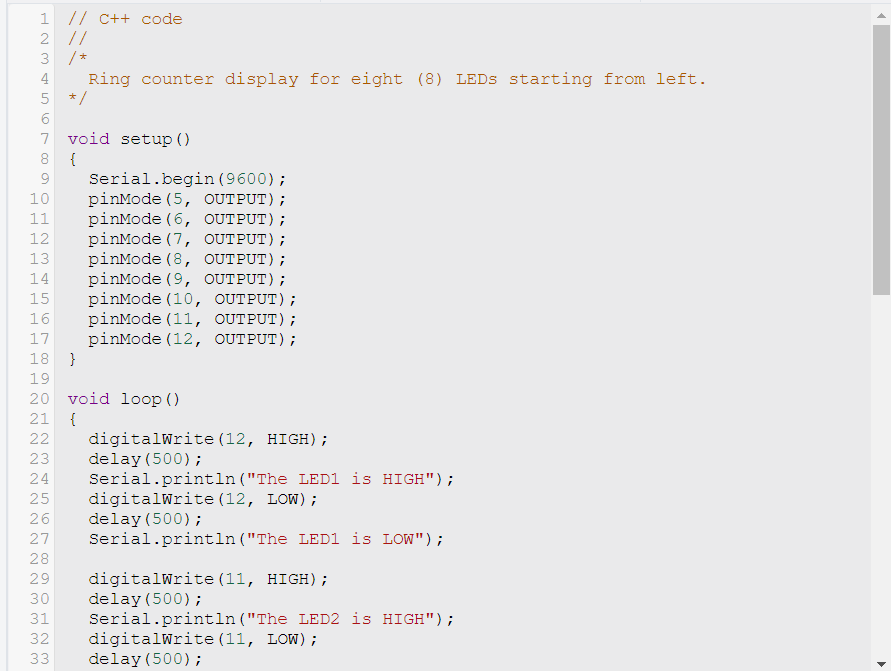 1 // C++ code
2 //
3 /*
4   Ring counter display for eight (8) LEDs starting from left.
5 */
6
7 void setup()
8 {
9   Serial.begin(9600);
10   pinMode(5, OUTPUT);
11   pinMode(6, OUTPUT);
12   pinMode(7, OUTPUT);
13   pinMode(8, OUTPUT);
14   pinMode(9, OUTPUT);
15   pinMode(10, OUTPUT);
16   pinMode(11, OUTPUT);
17   pinMode(12, OUTPUT);
18 }
19
20 void loop()
21 {
22   digitalWrite(12, HIGH);
23   delay(500);
24   Serial.println("The LED1 is HIGH");
25   digitalWrite(12, LOW);
26   delay(500);
27   Serial.println("The LED1 is LOW");
28
29   digitalWrite(11, HIGH);
30   delay(500);
31   Serial.println("The LED2 is HIGH");
32   digitalWrite(11, LOW);
33   delay(500);